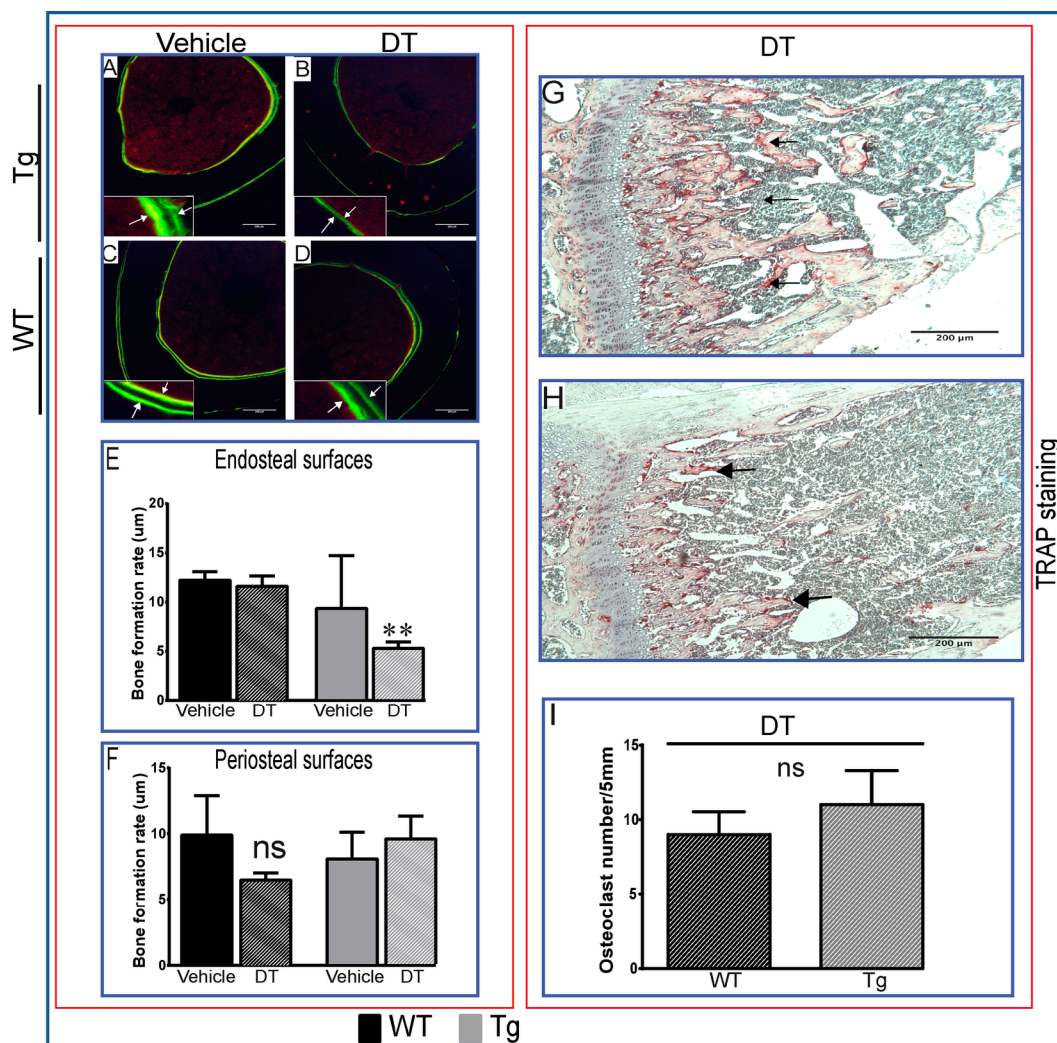 Vehicle DT
Tg
WT
A
B
C
D
E
Endosteal surfaces
Bone formation rate (um)
20
15
10
5
0
**
Vehicle DT Vehicle DT
F
Periosteal surfaces
Bone formation rate (um)
15
10
5
0
ns
Vehicle DT Vehicle DT
WT Tg
DT
G
200 µm
H
200 µm
TRAP staining
I
DT
ns
Osteoclast number/5mm
15
10
5
0
WT Tg